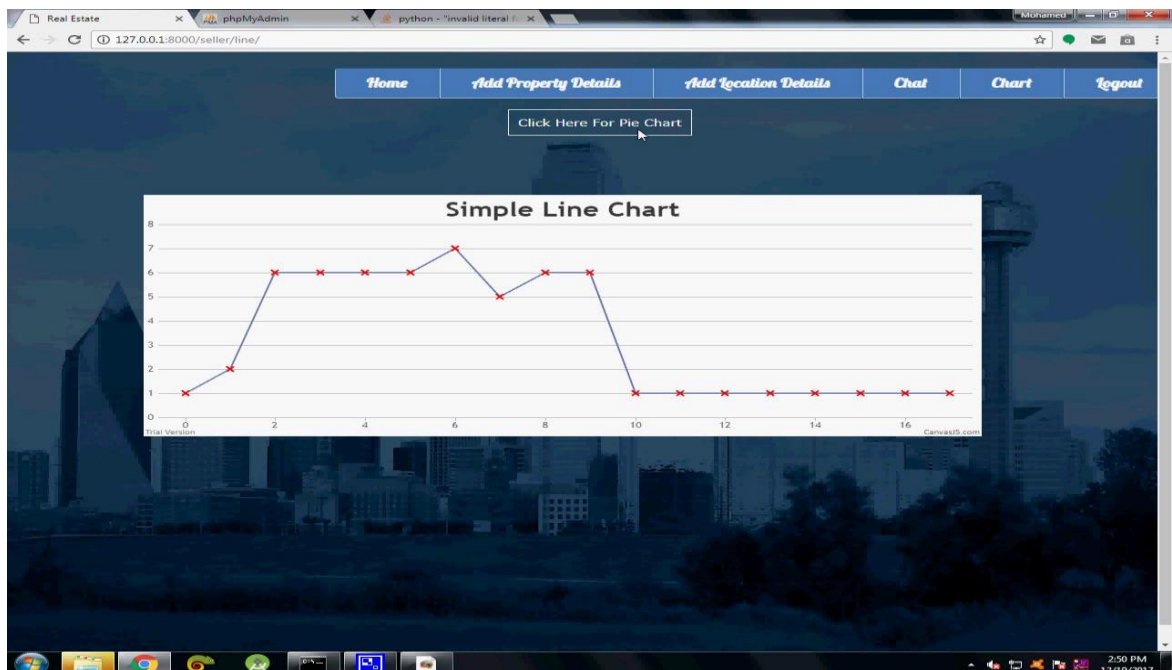 Real Estate
phpMyAdmin
python - "invalid literal f
Mohamed
127.0.0.1:8000/seller/line/
Home
Add Property Details
Add Location Details
Chat
Chart
Logout
Click Here For Pie Chart
Simple Line Chart
8
7
6
5
4
3
2
1
0
0 2 4 6 8 10 12 14 16
Trial Version
CanvasJS.com
2:50 PM